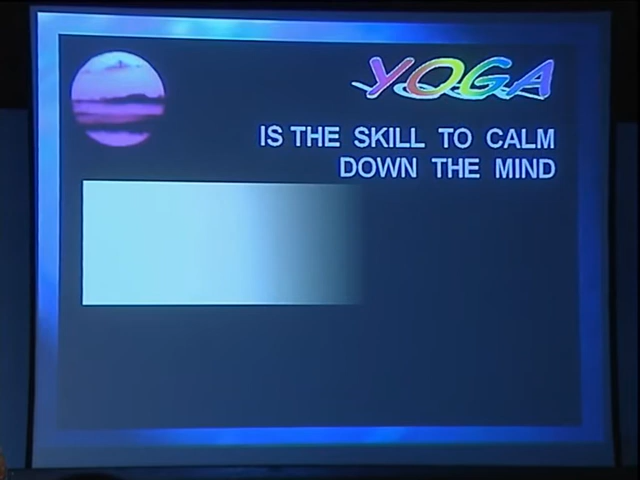 YOGA
IS THE SKILL TO CALM
DOWN THE MIND